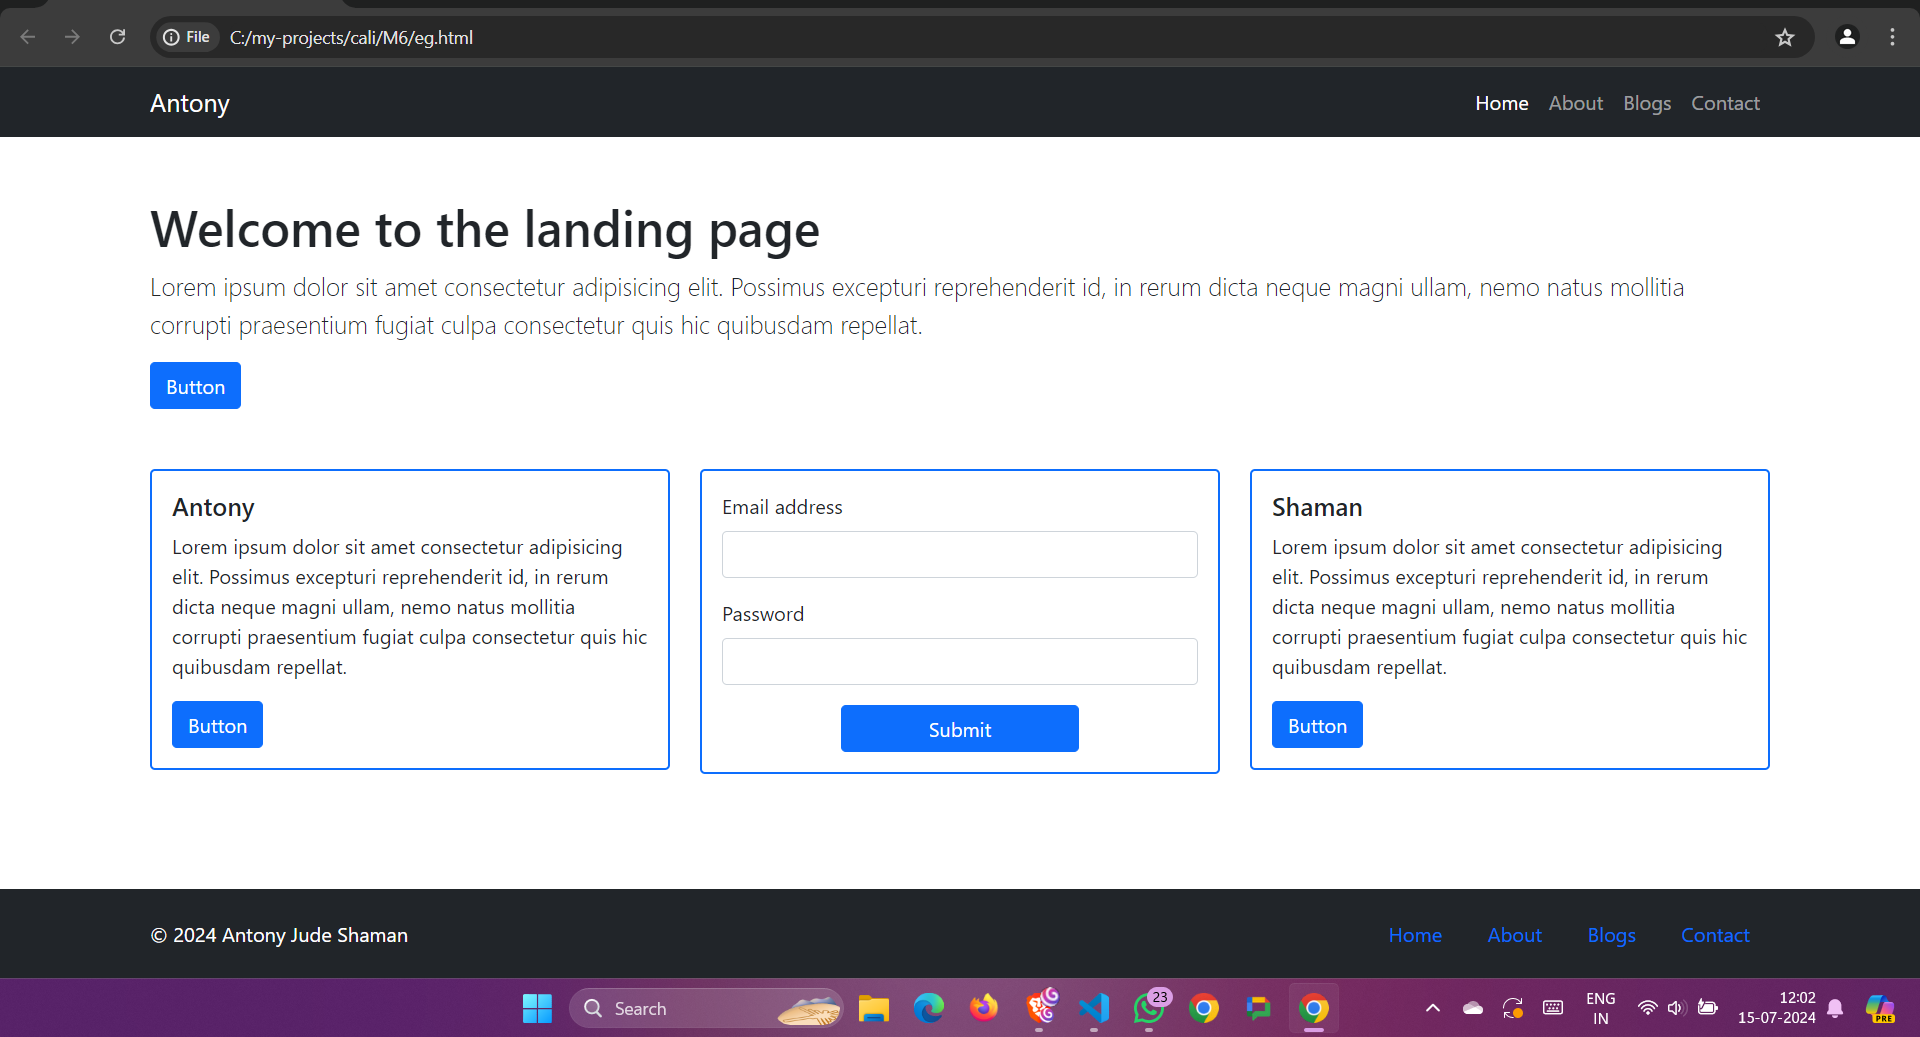 File C:/my-projects/cali/M6/eg.html
Antony Home About Blogs Contact
Welcome to the landing page
Lorem ipsum dolor sit amet consectetur adipisicing elit. Possimus excepturi reprehenderit id, in rerum dicta neque magni ullam, nemo natus mollitia
corrupti praesentium fugiat culpa consectetur quis hic quibusdam repellat.
Button
Antony
Lorem ipsum dolor sit amet consectetur adipisicing
elit. Possimus excepturi reprehenderit id, in rerum
dicta neque magni ullam, nemo natus mollitia
corrupti praesentium fugiat culpa consectetur quis hic
quibusdam repellat.
Button
Email address
Password
Submit
Shaman
Lorem ipsum dolor sit amet consectetur adipisicing
elit. Possimus excepturi reprehenderit id, in rerum
dicta neque magni ullam, nemo natus mollitia
corrupti praesentium fugiat culpa consectetur quis hic
quibusdam repellat.
Button
© 2024 Antony Jude Shaman Home About Blogs Contact
Search
23
ENG
IN
12:02
15-07-2024
PRE